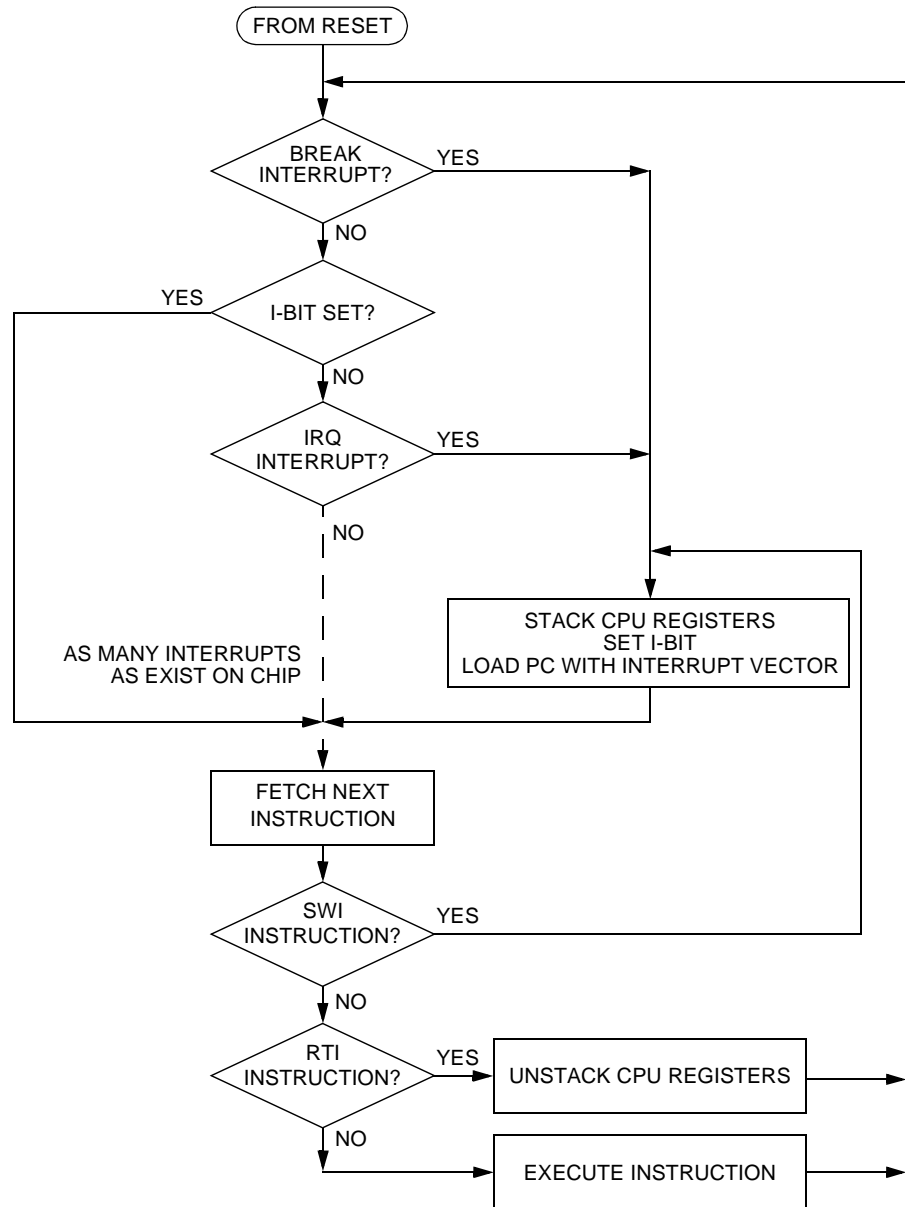 FROM RESET
BREAK
INTERRUPT?
YES
NO
YES
I-BIT SET?
NO
IRQ
INTERRUPT?
YES
NO
STACK CPU REGISTERS
SET I-BIT
LOAD PC WITH INTERRUPT VECTOR
AS MANY INTERRUPTS
AS EXIST ON CHIP
FETCH NEXT
INSTRUCTION
SWI
INSTRUCTION?
YES
NO
RTI
INSTRUCTION?
YES
UNSTACK CPU REGISTERS
NO
EXECUTE INSTRUCTION